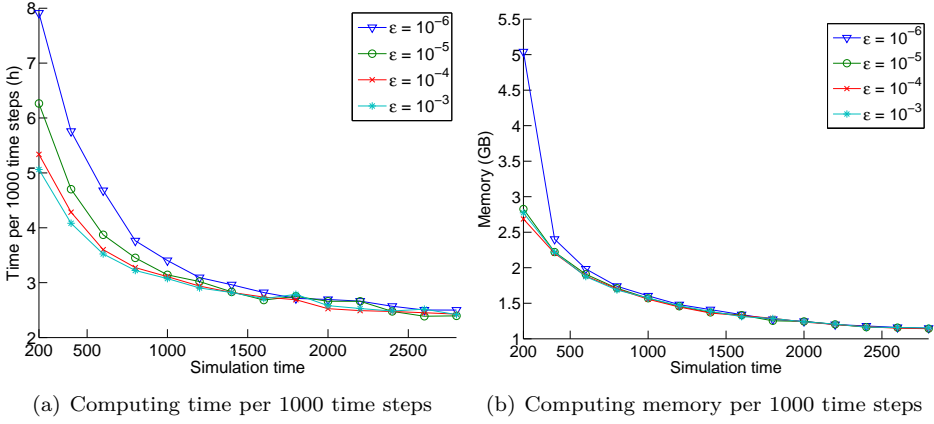 8
7
6
5
4
3
2
Time per 1000 time steps (h)
200 500 1000 1500 2000 2500
Simulation time
ε = 10⁻⁶
ε = 10⁻⁵
ε = 10⁻⁴
ε = 10⁻³
(a) Computing time per 1000 time steps
5.5
5
4.5
4
3.5
3
2.5
2
1.5
1
Memory (GB)
200 500 1000 1500 2000 2500
Simulation time
ε = 10⁻⁶
ε = 10⁻⁵
ε = 10⁻⁴
ε = 10⁻³
(b) Computing memory per 1000 time steps